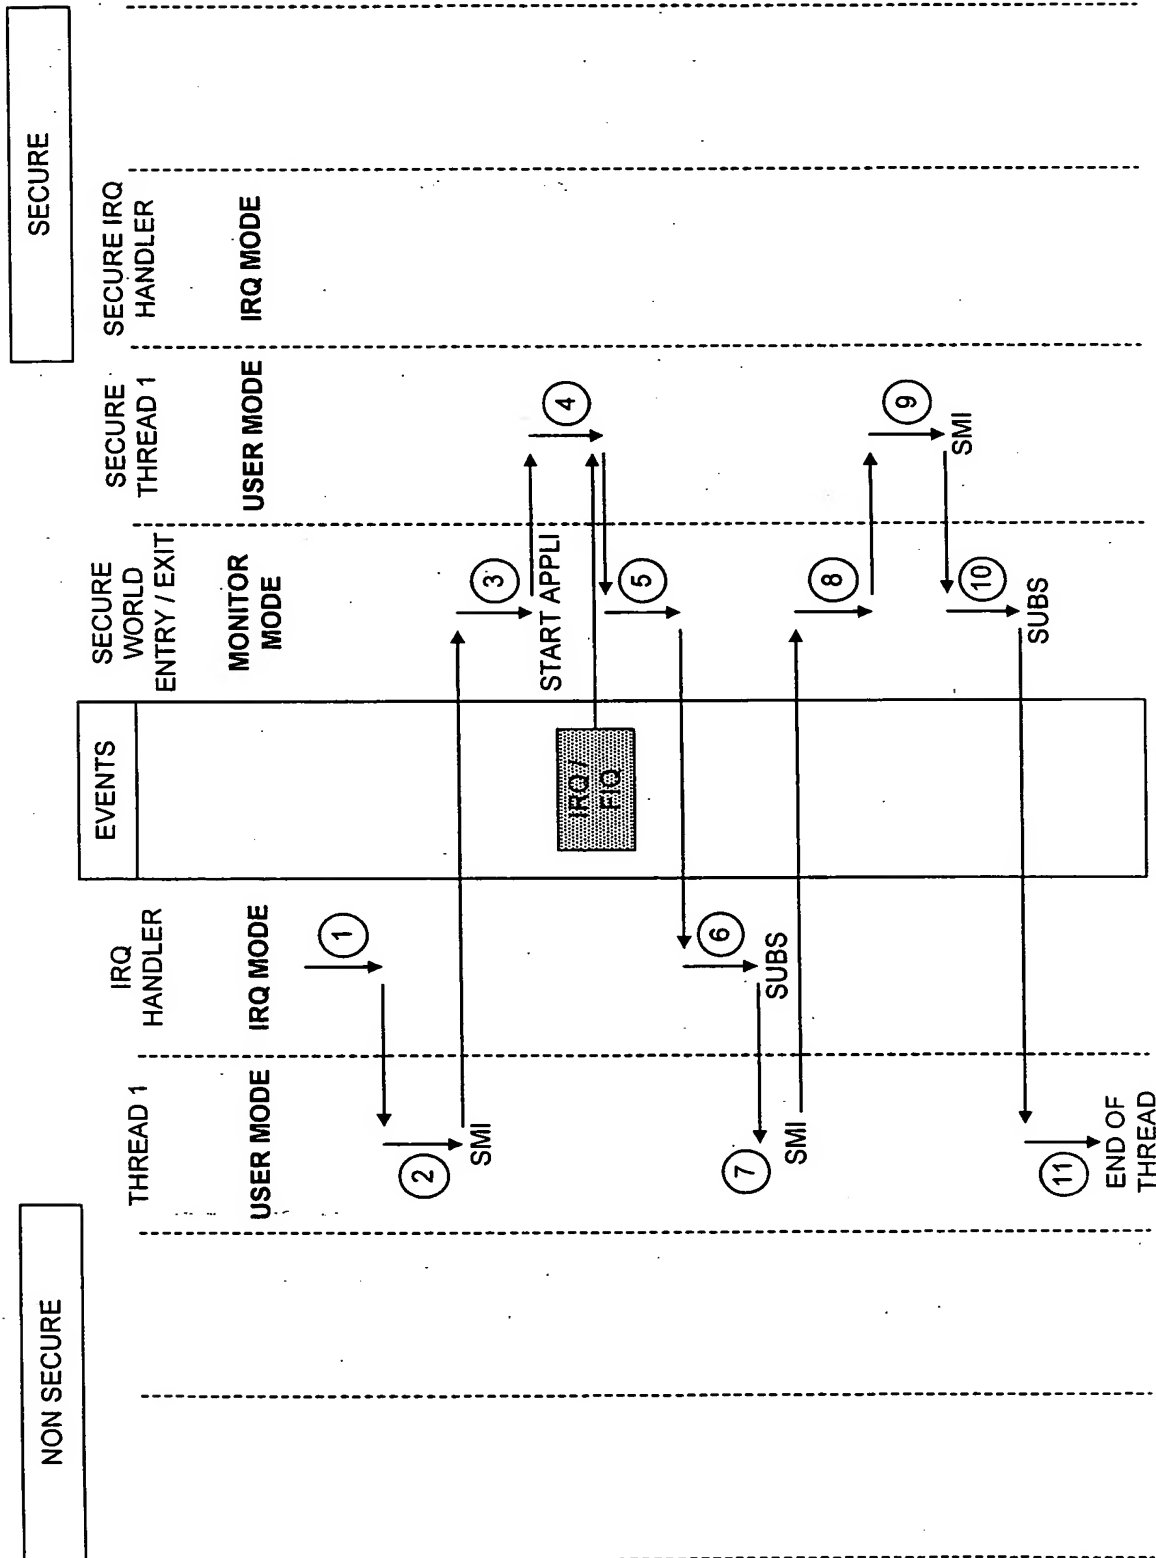 NON SECURE
SECURE
THREAD 1
IRQ
HANDLER
EVENTS
SECURE
WORLD
ENTRY / EXIT
SECURE
THREAD 1
SECURE IRQ
HANDLER
USER MODE
IRQ MODE
MONITOR
MODE
USER MODE
IRQ MODE
1
2
SMI
3
START APPLI
4
IRQ /
FIQ
5
6
SUBS
7
SMI
8
9
SMI
10
SUBS
11
END OF
THREAD